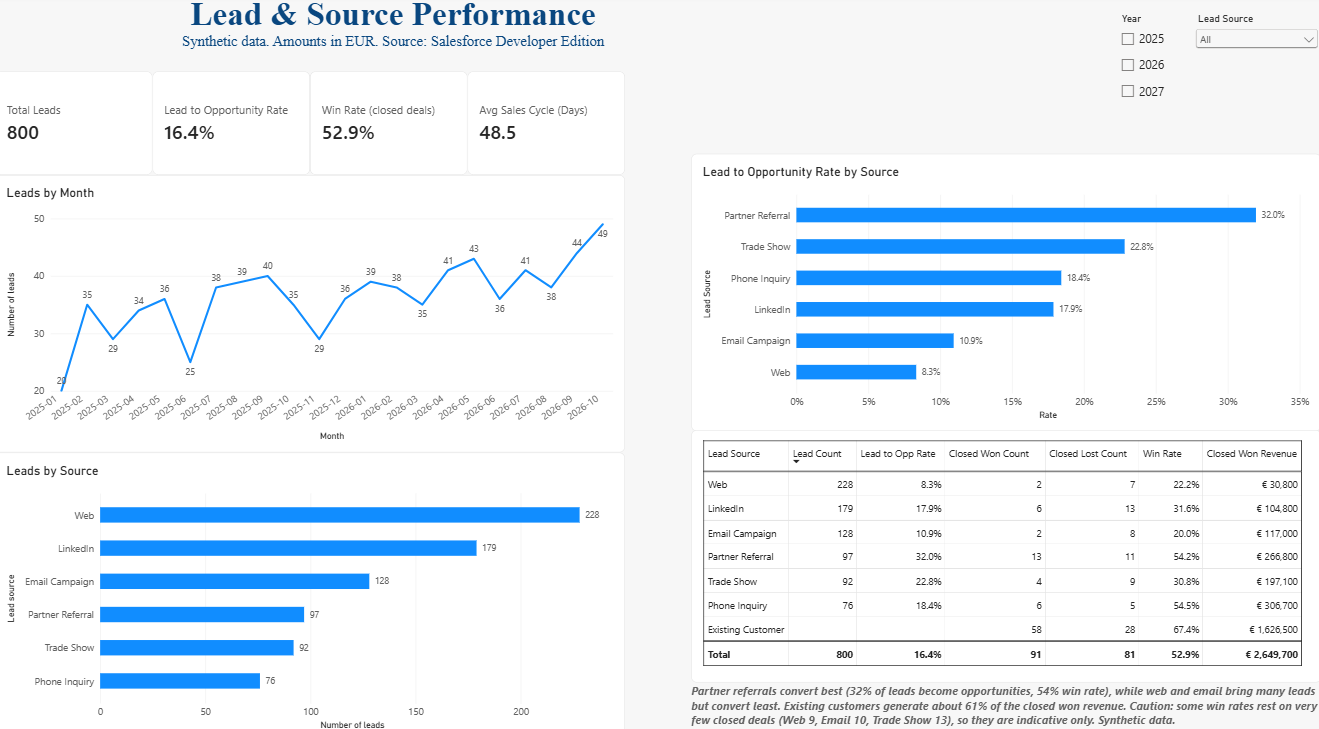 Lead & Source Performance
Synthetic data. Amounts in EUR. Source: Salesforce Developer Edition
Year
2025
2026
2027
Lead Source
All
Total Leads
800
Lead to Opportunity Rate
16.4%
Win Rate (closed deals)
52.9%
Avg Sales Cycle (Days)
48.5
Leads by Month
Number of leads
50
40
30
20
20
35
29
34
36
25
38
39
40
35
29
36
39
38
35
41
43
36
41
38
44
49
2025-01
2025-02
2025-03
2025-04
2025-05
2025-06
2025-07
2025-08
2025-09
2025-10
2025-11
2025-12
2026-01
2026-02
2026-03
2026-04
2026-05
2026-06
2026-07
2026-08
2026-09
2026-10
Month
Leads by Source
Lead source
Web 228
LinkedIn 179
Email Campaign 128
Partner Referral 97
Trade Show 92
Phone Inquiry 76
0 50 100 150 200
Number of leads
Lead to Opportunity Rate by Source
Lead Source
Partner Referral 32.0%
Trade Show 22.8%
Phone Inquiry 18.4%
LinkedIn 17.9%
Email Campaign 10.9%
Web 8.3%
0% 5% 10% 15% 20% 25% 30% 35%
Rate
Lead Source Lead Count Lead to Opp Rate Closed Won Count Closed Lost Count Win Rate Closed Won Revenue
Web 228 8.3% 2 7 22.2% € 30,800
LinkedIn 179 17.9% 6 13 31.6% € 104,800
Email Campaign 128 10.9% 2 8 20.0% € 117,000
Partner Referral 97 32.0% 13 11 54.2% € 266,800
Trade Show 92 22.8% 4 9 30.8% € 197,100
Phone Inquiry 76 18.4% 6 5 54.5% € 306,700
Existing Customer 58 28 67.4% € 1,626,500
Total 800 16.4% 91 81 52.9% € 2,649,700
Partner referrals convert best (32% of leads become opportunities, 54% win rate), while web and email bring many leads
but convert least. Existing customers generate about 61% of the closed won revenue. Caution: some win rates rest on very
few closed deals (Web 9, Email 10, Trade Show 13), so they are indicative only. Synthetic data.